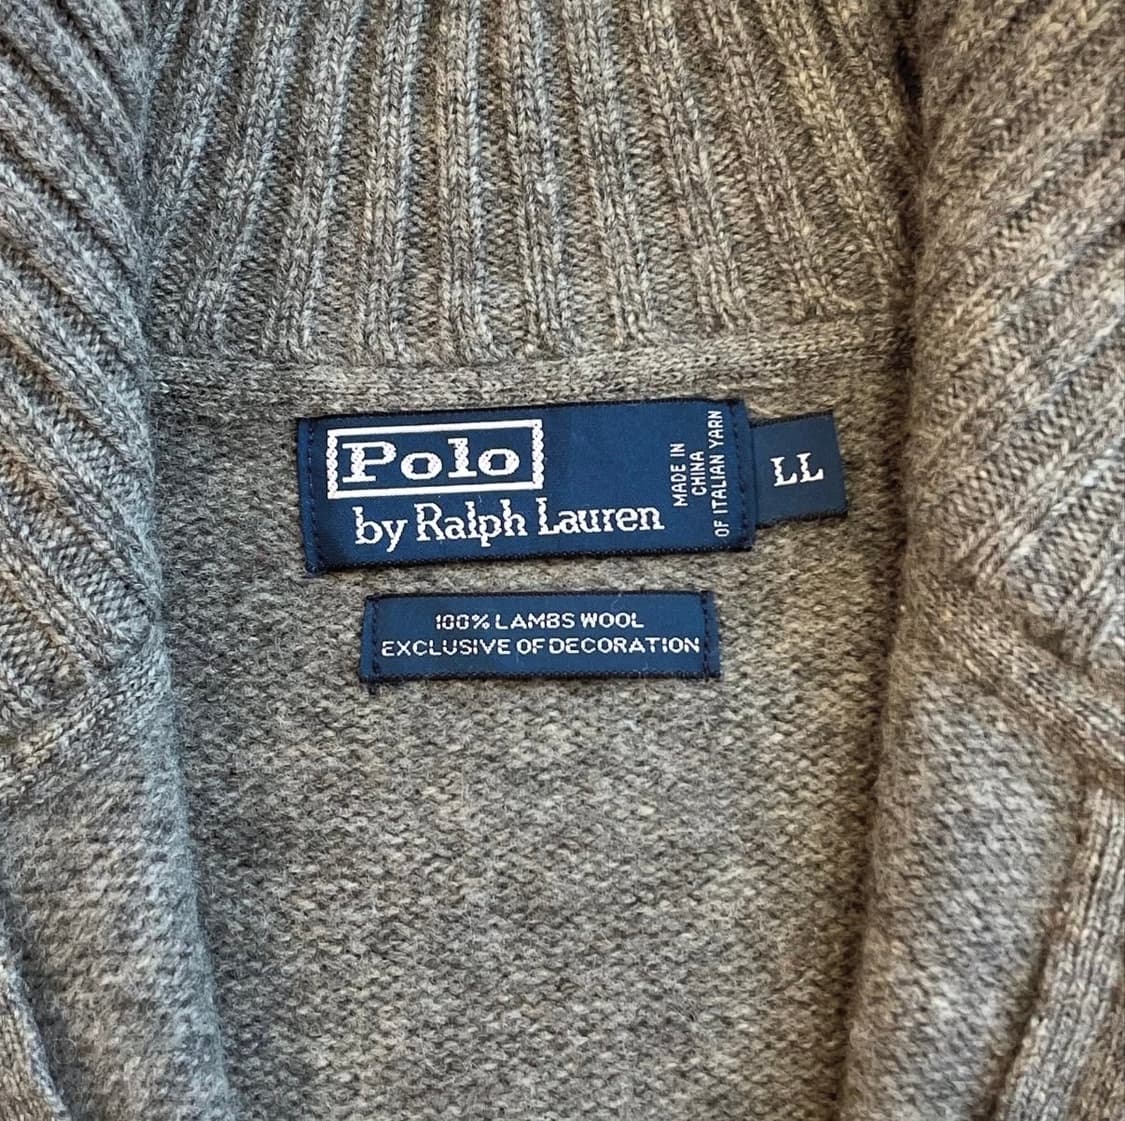 Polo
by Ralph Lauren
MADE IN
CHINA
OF ITALIAN YARN
LL
100% LAMBS WOOL
EXCLUSIVE OF DECORATION